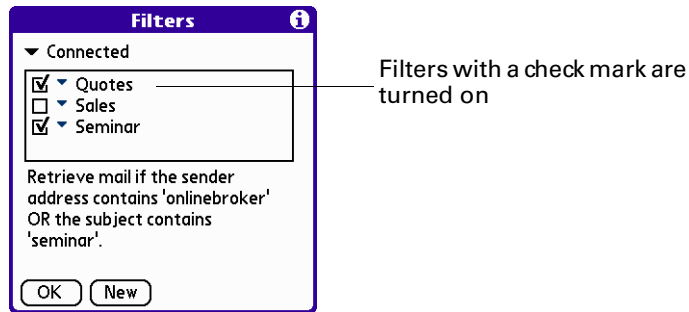 Filters
Connected
Quotes
Sales
Seminar
Retrieve mail if the sender
address contains 'onlinebroker'
OR the subject contains
'seminar'.
OK New
Filters with a check mark are
turned on